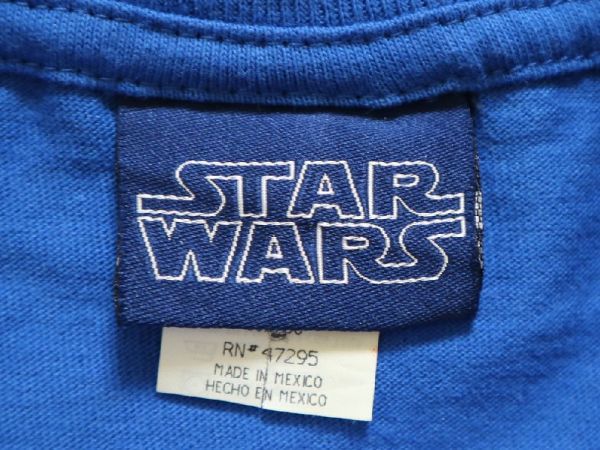 STAR
WARS
RN# 47295
MADE IN MEXICO
HECHO EN MEXICO